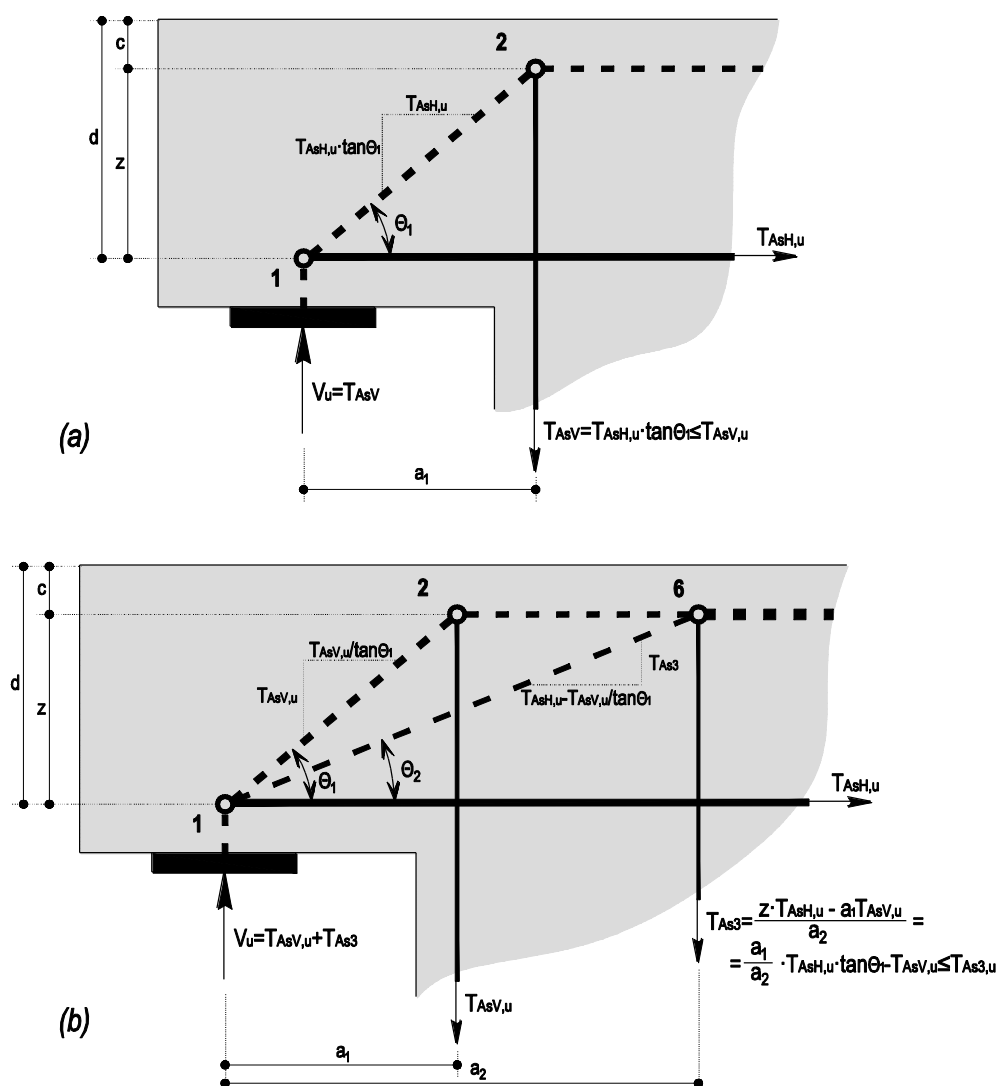 c
2
d
z
TAsH,u
TAsH,u·tanΘ1
Θ1
TAsH,u
1
Vu=TAsV
(a)
TAsV=TAsH,u·tanΘ1≤TAsV,u
a1
c
2
6
d
z
TAsV,u/tanΘ1
TAsV,u
TAs3
TAsH,u-TAsV,u/tanΘ1
Θ1
Θ2
TAsH,u
1
Vu=TAsV,u+TAs3
TAs3=z·TAsH,u - a1TAsV,u/a2 =
=a1/a2 ·TAsH,u·tanΘ1-TAsV,u≤TAs3,u
TAsV,u
(b)
a1
a2